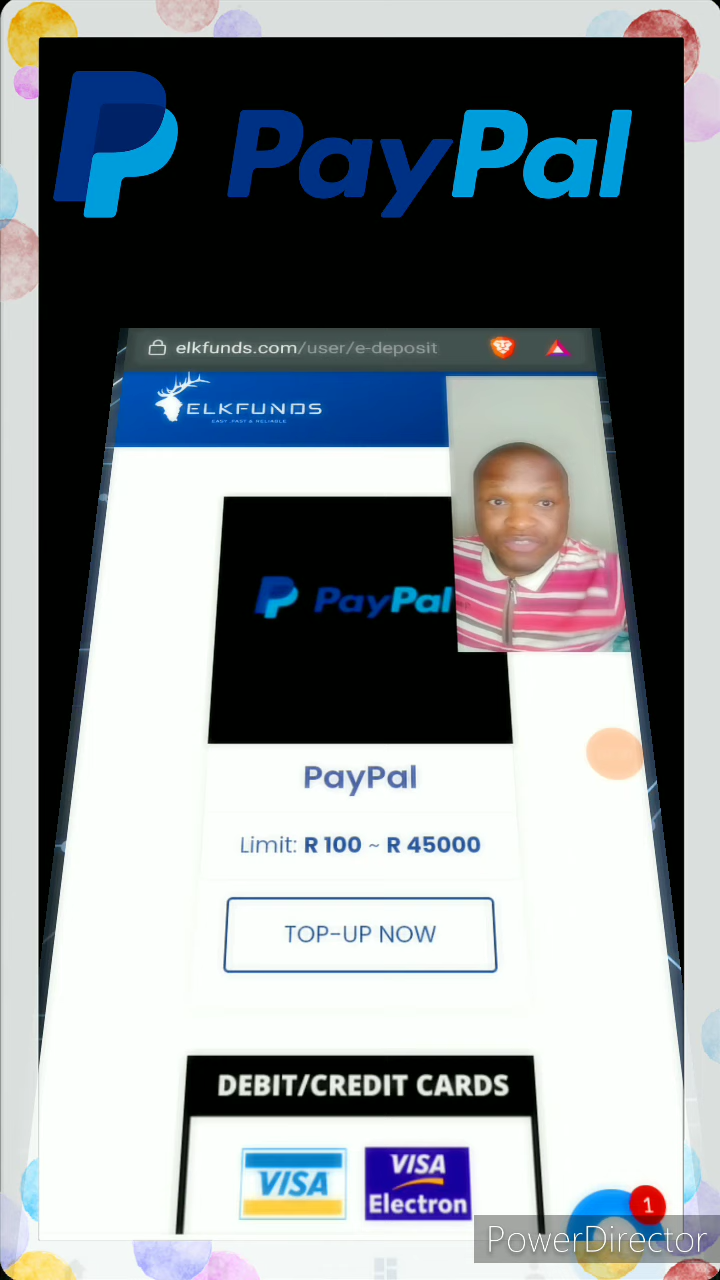 PayPal
elkfunds.com/user/e-deposit
ELKFUNDS
EASY, FAST & RELIABLE
PayPal
PayPal
Limit: R 100 ~ R 45000
TOP-UP NOW
DEBIT/CREDIT CARDS
VISA
VISA
Electron
1
PowerDirector